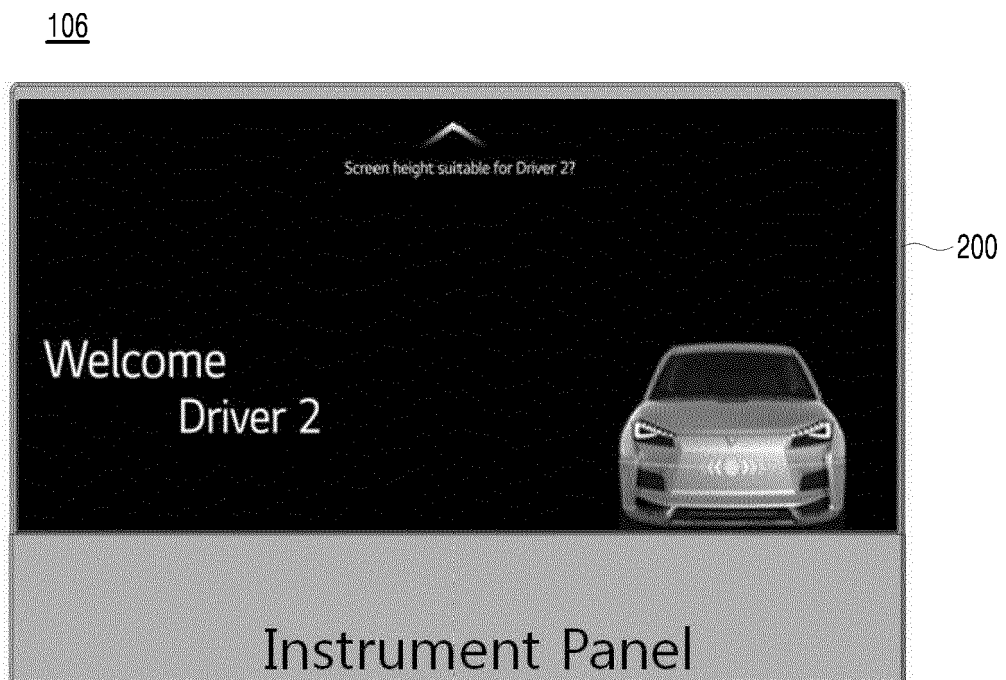 106
Screen height suitable for Driver 2?
200
Welcome
Driver 2
Instrument Panel